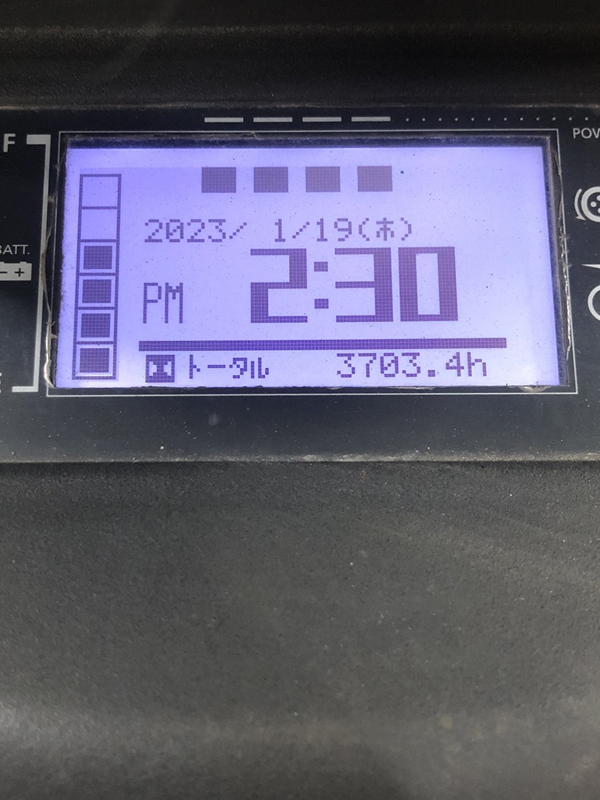 F
POW
BATT.
- +
2023/ 1/19(木)
PM 2:30
トータル 3703.4h
E